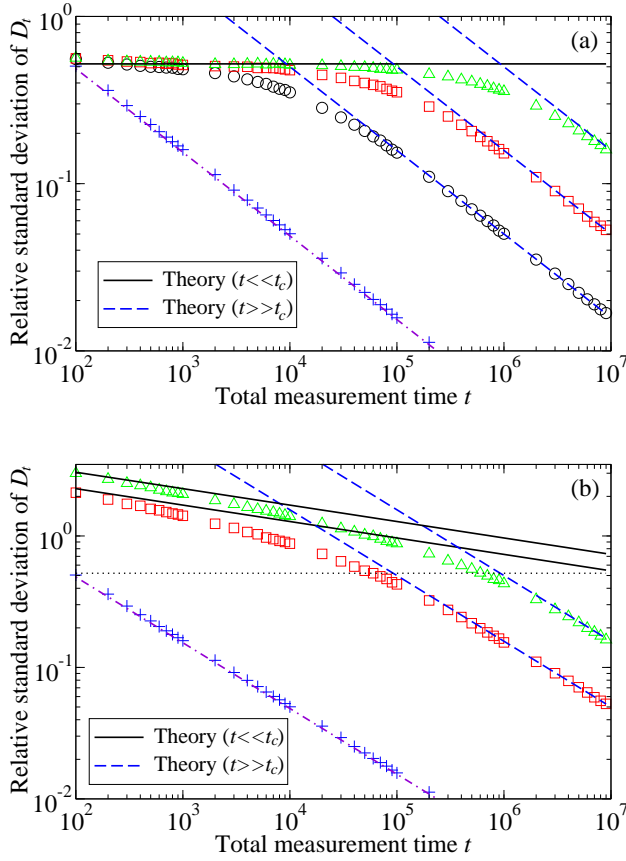 (a)
Relative standard deviation of D_t
10^0
10^-1
10^-2
Theory (t<<t_c)
Theory (t>>t_c)
10^2 10^3 10^4 10^5 10^6 10^7
Total measurement time t
(b)
Relative standard deviation of D_t
10^0
10^-1
10^-2
Theory (t<<t_c)
Theory (t>>t_c)
10^2 10^3 10^4 10^5 10^6 10^7
Total measurement time t